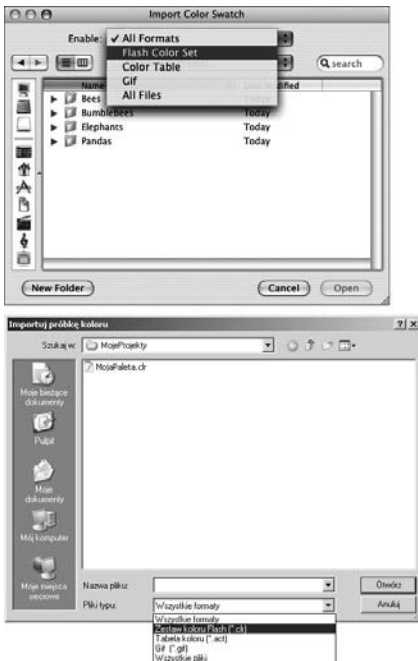 Import Color Swatch
Enable: ✓ All Formats
Flash Color Set
Color Table
Gif
All Files
search
Name
Bees Today
Bumblebees Today
Elephants Today
Pandas Today
New Folder Cancel Open
Importuj próbkę koloru
Szukaj w: MojeProjekty
MojaPaleta.clr
Moje bieżące dokumenty
Pulpit
Moje dokumenty
Mój komputer
Moje miejsca sieciowe
Nazwa pliku: Otwórz
Pliki typu: Wszystkie formaty Anuluj
Wszystkie formaty
Zestaw koloru Flash (*.clr)
Tabela koloru (*.act)
Gif (*.gif)
Wszystkie pliki